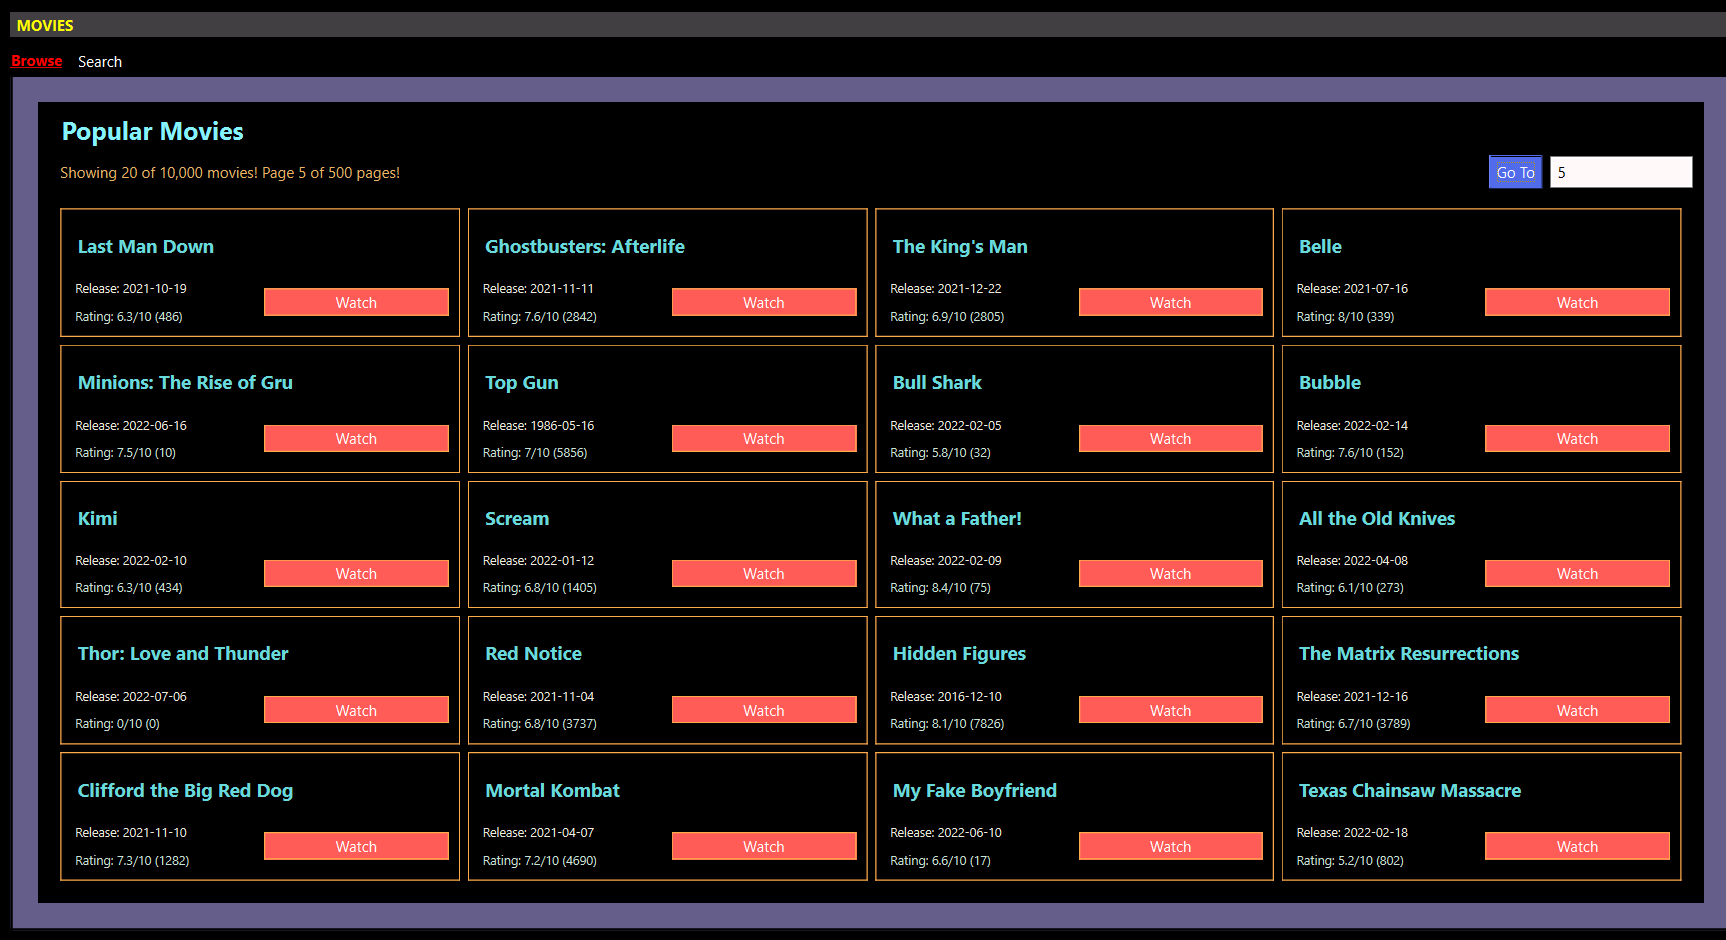 MOVIES
Browse Search
Popular Movies
Showing 20 of 10,000 movies! Page 5 of 500 pages!
Go To 5
Last Man Down
Release: 2021-10-19
Watch
Rating: 6.3/10 (486)
Ghostbusters: Afterlife
Release: 2021-11-11
Watch
Rating: 7.6/10 (2842)
The King's Man
Release: 2021-12-22
Watch
Rating: 6.9/10 (2805)
Belle
Release: 2021-07-16
Watch
Rating: 8/10 (339)
Minions: The Rise of Gru
Release: 2022-06-16
Watch
Rating: 7.5/10 (10)
Top Gun
Release: 1986-05-16
Watch
Rating: 7/10 (5856)
Bull Shark
Release: 2022-02-05
Watch
Rating: 5.8/10 (32)
Bubble
Release: 2022-02-14
Watch
Rating: 7.6/10 (152)
Kimi
Release: 2022-02-10
Watch
Rating: 6.3/10 (434)
Scream
Release: 2022-01-12
Watch
Rating: 6.8/10 (1405)
What a Father!
Release: 2022-02-09
Watch
Rating: 8.4/10 (75)
All the Old Knives
Release: 2022-04-08
Watch
Rating: 6.1/10 (273)
Thor: Love and Thunder
Release: 2022-07-06
Watch
Rating: 0/10 (0)
Red Notice
Release: 2021-11-04
Watch
Rating: 6.8/10 (3737)
Hidden Figures
Release: 2016-12-10
Watch
Rating: 8.1/10 (7826)
The Matrix Resurrections
Release: 2021-12-16
Watch
Rating: 6.7/10 (3789)
Clifford the Big Red Dog
Release: 2021-11-10
Watch
Rating: 7.3/10 (1282)
Mortal Kombat
Release: 2021-04-07
Watch
Rating: 7.2/10 (4690)
My Fake Boyfriend
Release: 2022-06-10
Watch
Rating: 6.6/10 (17)
Texas Chainsaw Massacre
Release: 2022-02-18
Watch
Rating: 5.2/10 (802)